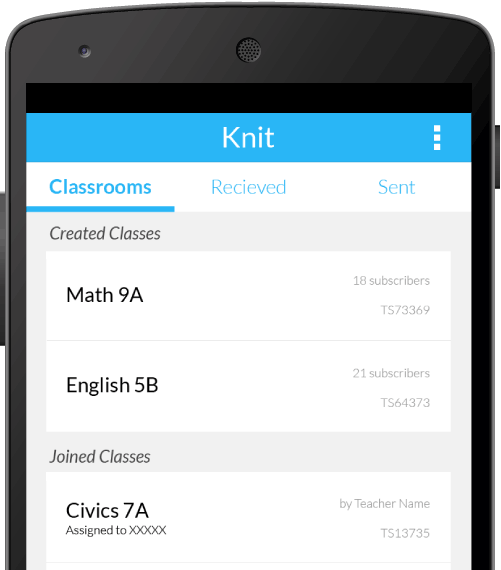 Knit
Classrooms Recieved Sent
Created Classes
18 subscribers
Math 9A
TS73369
21 subscribers
English 5B
TS64373
Joined Classes
by Teacher Name
Civics 7A
Assigned to XXXXX
TS13735